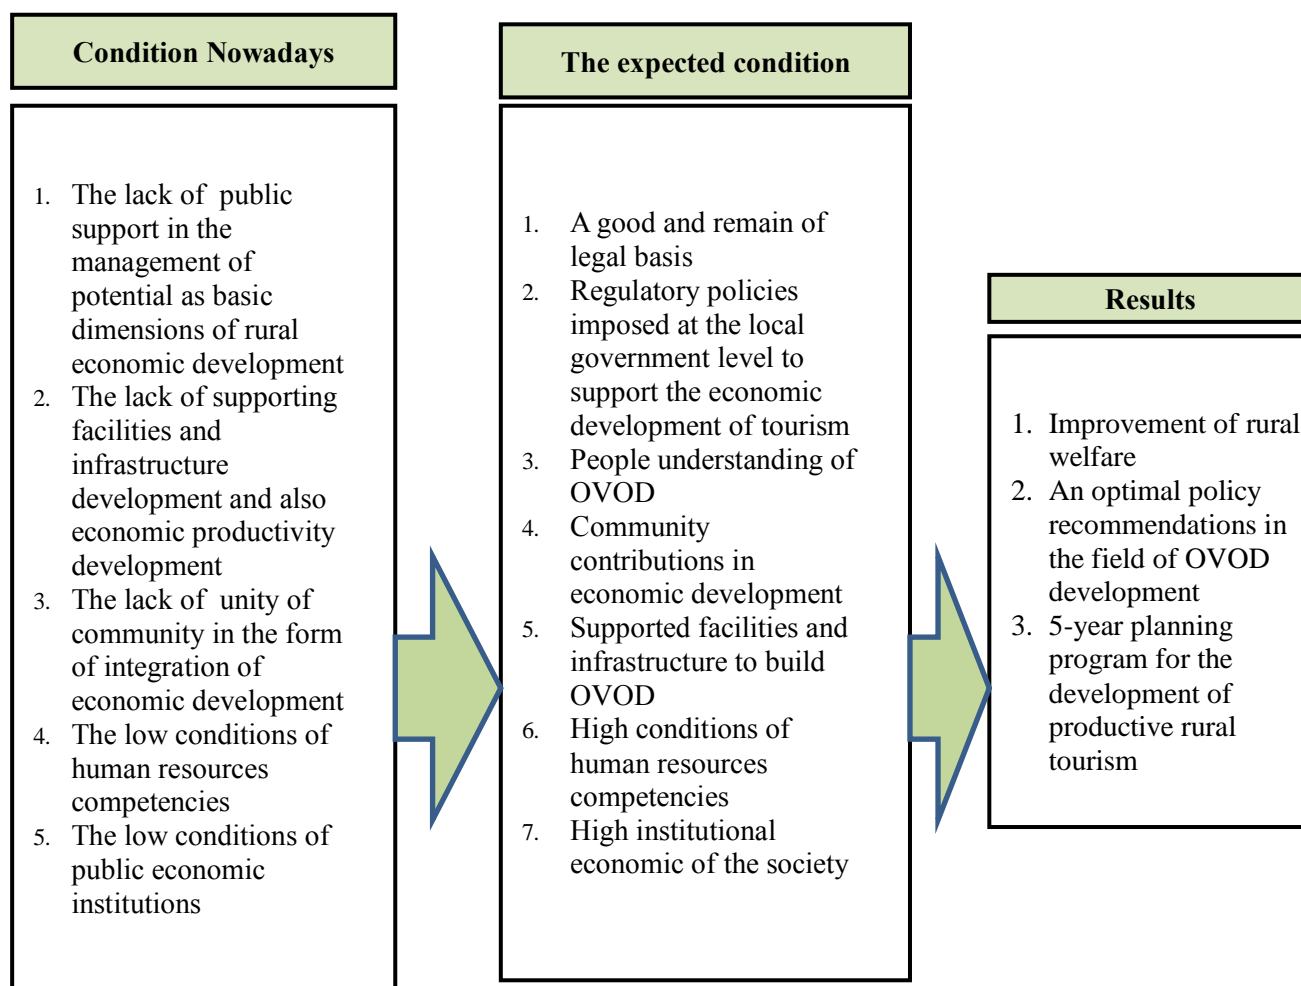 Condition Nowadays
1. The lack of public
support in the
management of
potential as basic
dimensions of rural
economic development
2. The lack of supporting
facilities and
infrastructure
development and also
economic productivity
development
3. The lack of unity of
community in the form
of integration of
economic development
4. The low conditions of
human resources
competencies
5. The low conditions of
public economic
institutions
The expected condition
1. A good and remain of
legal basis
2. Regulatory policies
imposed at the local
government level to
support the economic
development of tourism
3. People understanding of
OVOD
4. Community
contributions in
economic development
5. Supported facilities and
infrastructure to build
OVOD
6. High conditions of
human resources
competencies
7. High institutional
economic of the society
Results
1. Improvement of rural
welfare
2. An optimal policy
recommendations in
the field of OVOD
development
3. 5-year planning
program for the
development of
productive rural
tourism